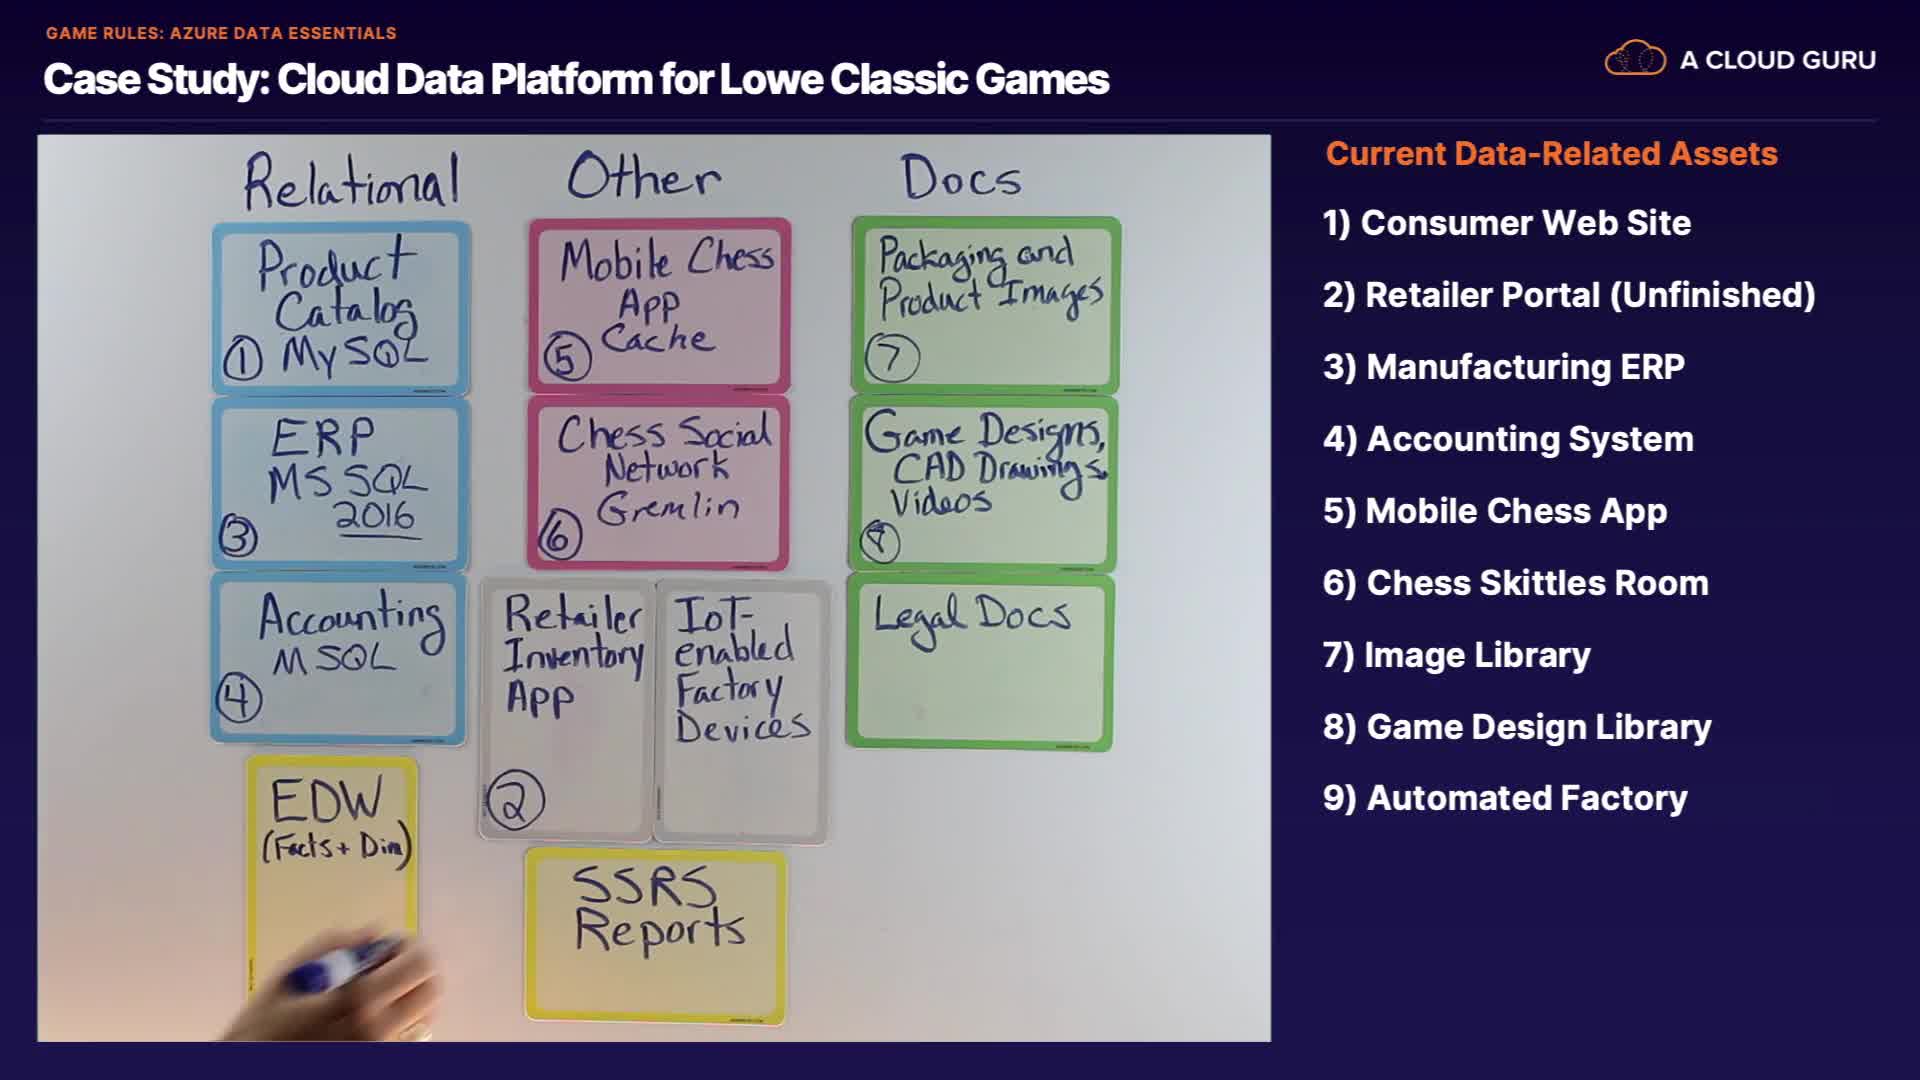 GAME RULES: AZURE DATA ESSENTIALS
Case Study: Cloud Data Platform for Lowe Classic Games
A CLOUD GURU
Relational
Product
Catalog
① MySQL
ERP
MS SQL
2016
③
Accounting
MSQL
④
EDW
(Facts + Dim)
Other
Mobile Chess
App
Cache
⑤
Chess Social
Network
Gremlin
⑥
Retailer
Inventory
App
②
IoT-
enabled
Factory
Devices
SSRS
Reports
Docs
Packaging and
Product Images
⑦
Game Designs,
CAD Drawings,
Videos
Legal Docs
Current Data-Related Assets
1) Consumer Web Site
2) Retailer Portal (Unfinished)
3) Manufacturing ERP
4) Accounting System
5) Mobile Chess App
6) Chess Skittles Room
7) Image Library
8) Game Design Library
9) Automated Factory